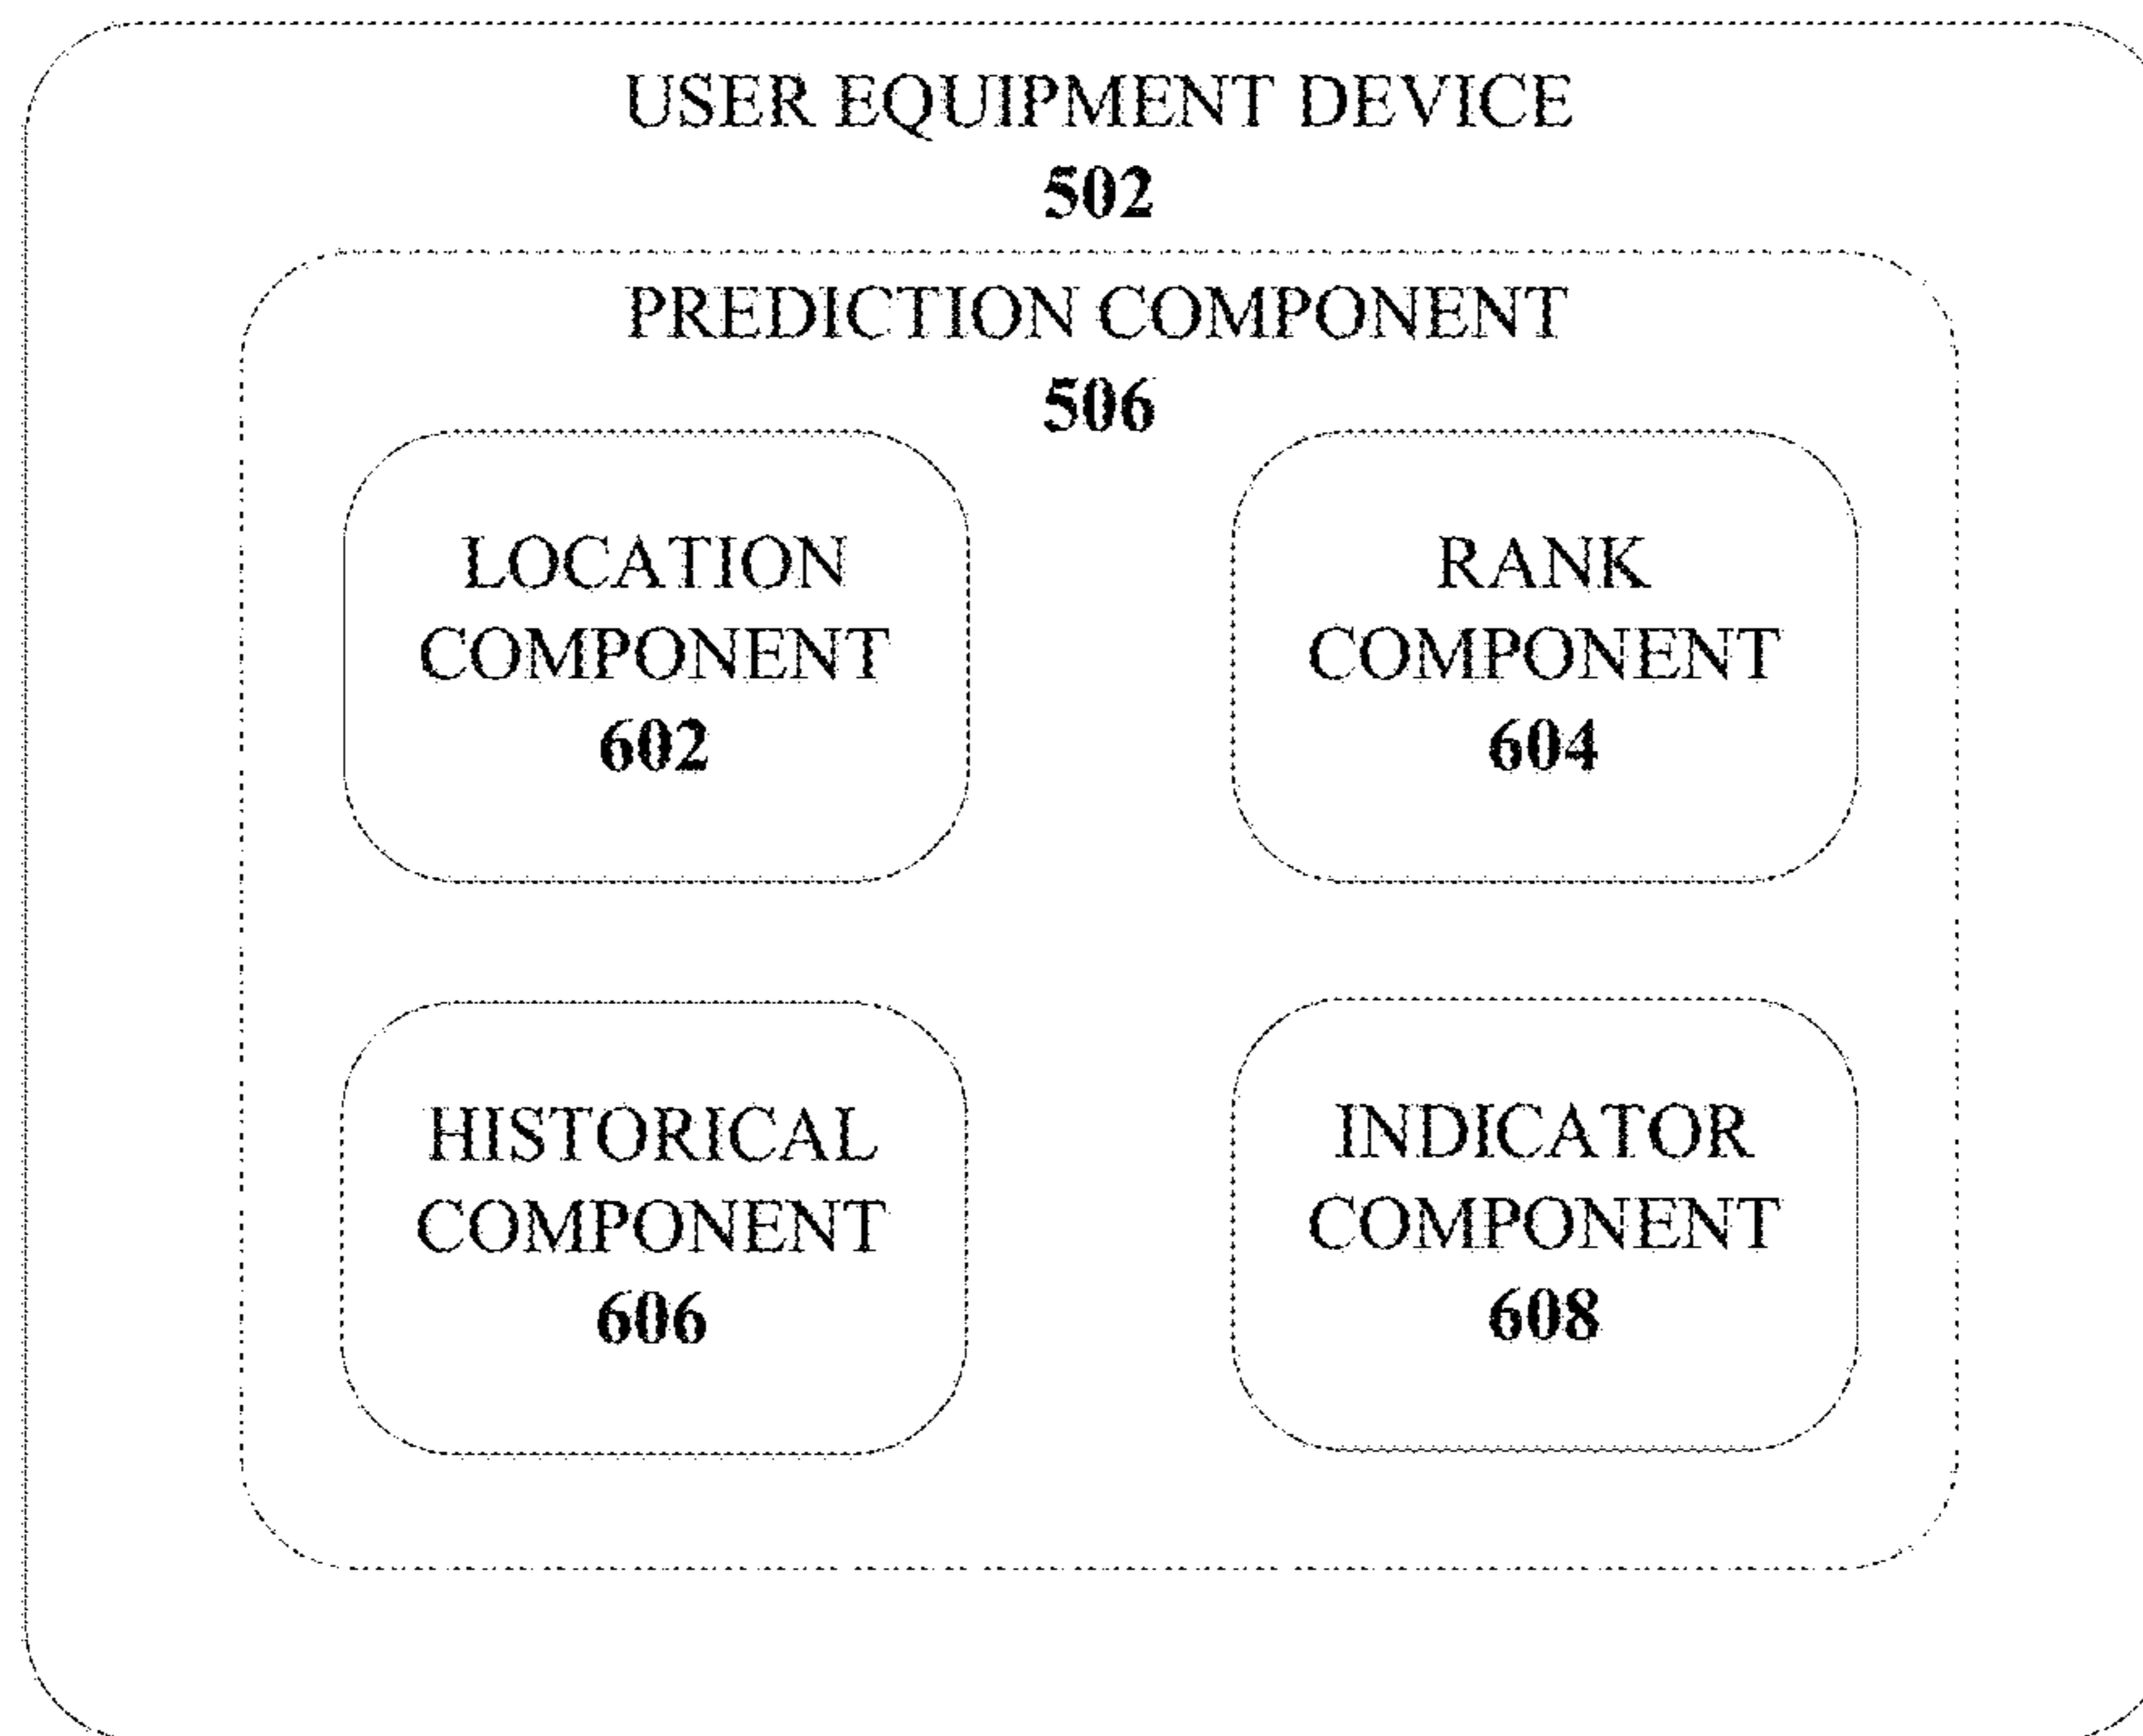 USER EQUIPMENT DEVICE
502
PREDICTION COMPONENT
506
LOCATION
COMPONENT
602
RANK
COMPONENT
604
HISTORICAL
COMPONENT
606
INDICATOR
COMPONENT
608